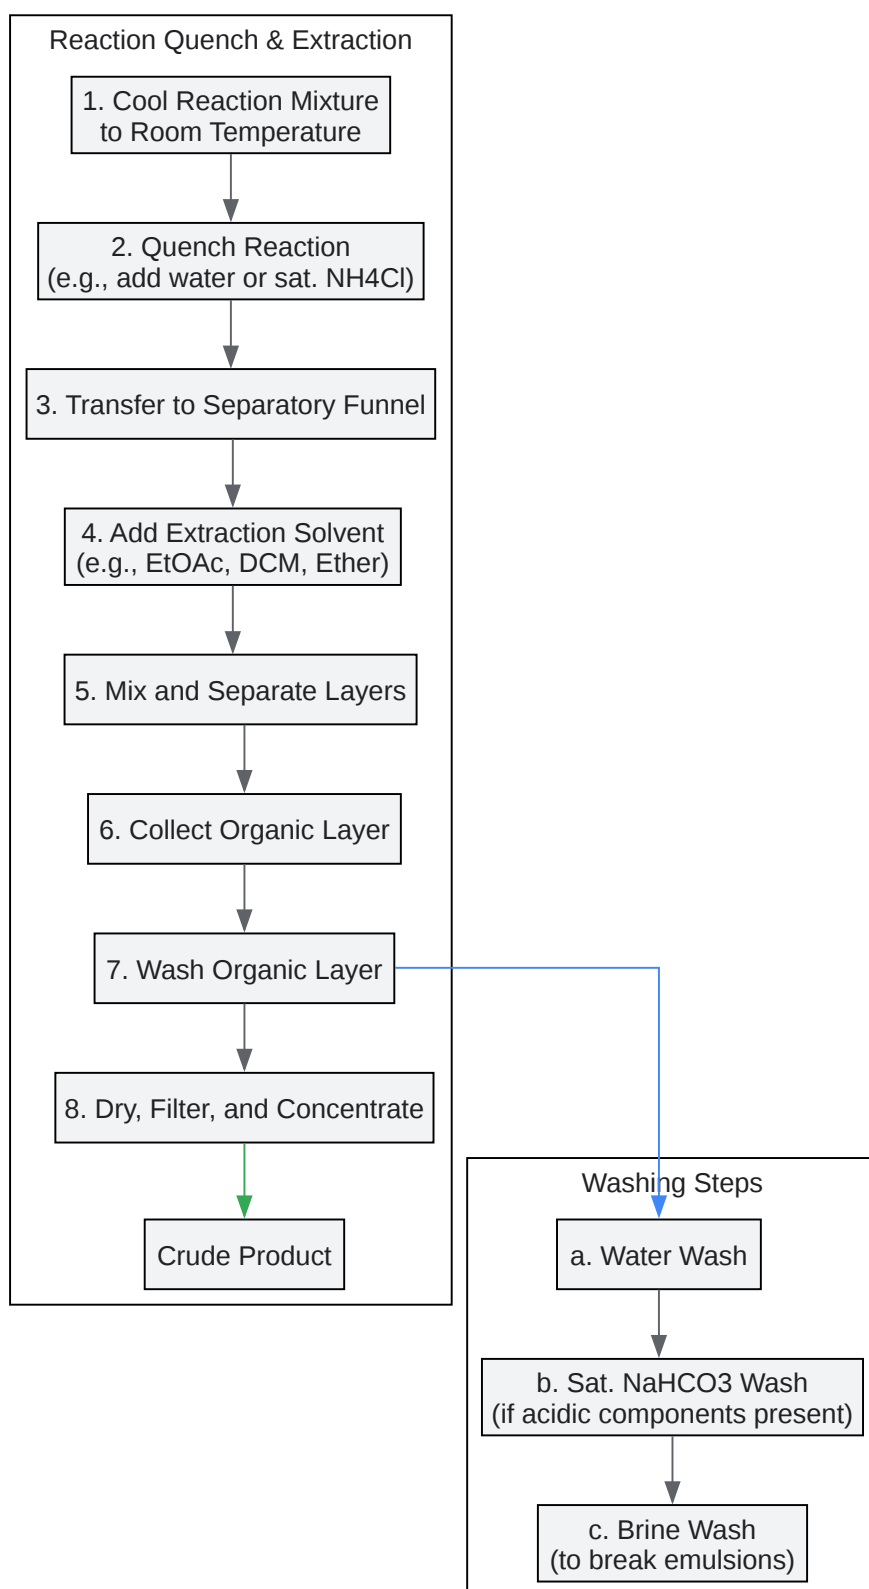 Reaction Quench & Extraction
1. Cool Reaction Mixture
to Room Temperature
2. Quench Reaction
(e.g., add water or sat. NH4Cl)
3. Transfer to Separatory Funnel
4. Add Extraction Solvent
(e.g., EtOAc, DCM, Ether)
5. Mix and Separate Layers
6. Collect Organic Layer
7. Wash Organic Layer
8. Dry, Filter, and Concentrate
Crude Product
Washing Steps
a. Water Wash
b. Sat. NaHCO3 Wash
(if acidic components present)
c. Brine Wash
(to break emulsions)